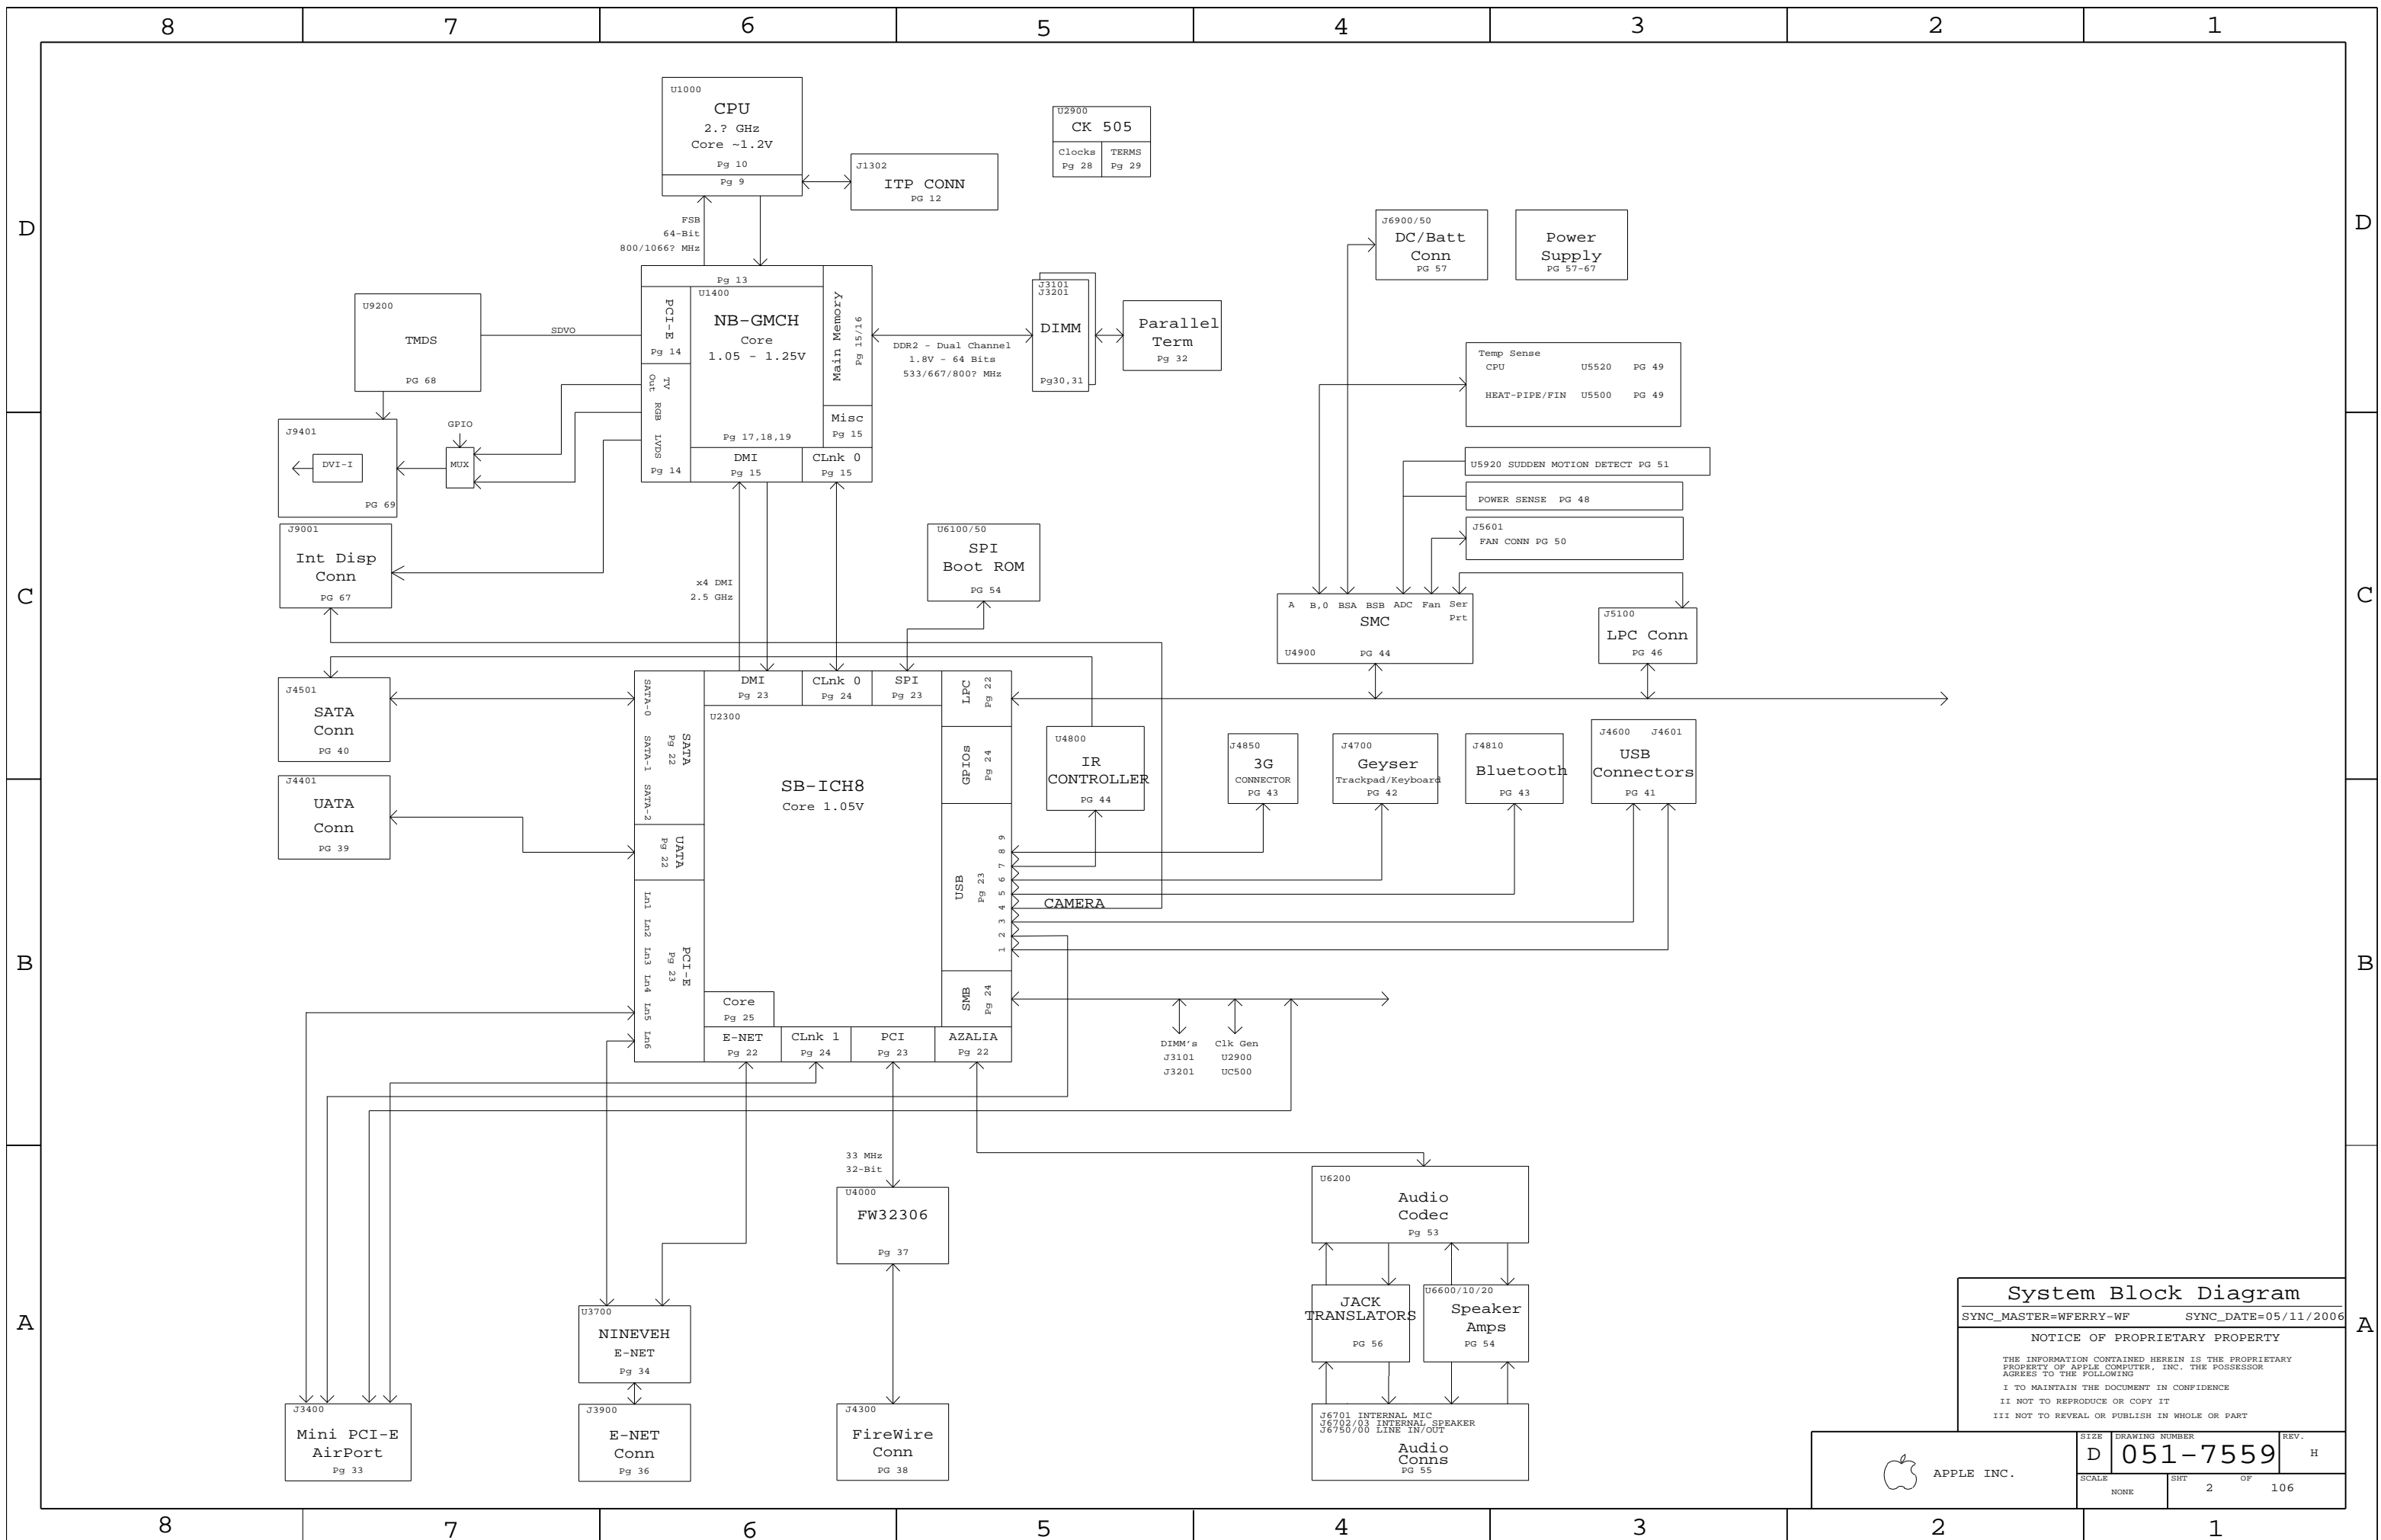 8 7 6 5 4 3 2 1
U1000
CPU
2.? GHz
Core ~1.2V
Pg 10
Pg 9
J1302
ITP CONN
PG 12
U2900
CK 505
Clocks
Pg 28
TERMS
Pg 29
D
D
FSB
64-Bit
800/1066? MHz
J6900/50
DC/Batt
Conn
PG 57
Power
Supply
PG 57-67
U9200
TMDS
PG 68
SDVO
Pg 13
PCI-E
Pg 14
U1400
NB-GMCH
Core
1.05 - 1.25V
Pg 17,18,19
Main Memory
Pg 15/16
Misc
Pg 15
TV
Out
RGB
LVDS
Pg 14
DMI
Pg 15
CLnk 0
Pg 15
DDR2 - Dual Channel
1.8V - 64 Bits
533/667/800? MHz
J3101
J3201
DIMM
Pg30,31
Parallel
Term
Pg 32
Temp Sense
CPU U5520 PG 49
HEAT-PIPE/FIN U5500 PG 49
J9401
DVI-I
PG 69
GPIO
MUX
U5920 SUDDEN MOTION DETECT PG 51
POWER SENSE PG 48
J5601
FAN CONN PG 50
J9001
Int Disp
Conn
PG 67
x4 DMI
2.5 GHz
U6100/50
SPI
Boot ROM
PG 54
C
C
A B,0 BSA BSB ADC Fan Ser
Prt
SMC
U4900 PG 44
J5100
LPC Conn
PG 46
J4501
SATA
Conn
PG 40
SATA-0
SATA-1
SATA-2
SATA
Pg 22
DMI
Pg 23
CLnk 0
Pg 24
SPI
Pg 23
LPC
Pg 22
U2300
SB-ICH8
Core 1.05V
GPIOs
Pg 24
U4800
IR
CONTROLLER
PG 44
J4850
3G
CONNECTOR
PG 43
J4700
Geyser
Trackpad/Keyboard
PG 42
J4810
Bluetooth
PG 43
J4600 J4601
USB
Connectors
PG 41
J4401
UATA
Conn
PG 39
UATA
Pg 22
USB
Pg 23
9
8
7
6
5
4
3
2
1
CAMERA
Ln1
Ln2
Ln3
Ln4
Ln5
Ln6
PCI-E
Pg 23
B
B
Core
Pg 25
SMB
Pg 24
E-NET
Pg 22
CLnk 1
Pg 24
PCI
Pg 23
AZALIA
Pg 22
DIMM's
J3101
J3201
Clk Gen
U2900
UC500
33 MHz
32-Bit
U4000
FW32306
Pg 37
U6200
Audio
Codec
Pg 53
U3700
NINEVEH
E-NET
Pg 34
JACK
TRANSLATORS
PG 56
U6600/10/20
Speaker
Amps
PG 54
A
A
J3400
Mini PCI-E
AirPort
Pg 33
J3900
E-NET
Conn
Pg 36
J4300
FireWire
Conn
PG 38
J6701 INTERNAL MIC
J6702/03 INTERNAL SPEAKER
J6750/00 LINE IN/OUT
Audio
Conns
PG 55
System Block Diagram
SYNC_MASTER=WFERRY-WF SYNC_DATE=05/11/2006
NOTICE OF PROPRIETARY PROPERTY
THE INFORMATION CONTAINED HEREIN IS THE PROPRIETARY
PROPERTY OF APPLE COMPUTER, INC. THE POSSESSOR
AGREES TO THE FOLLOWING
I TO MAINTAIN THE DOCUMENT IN CONFIDENCE
II NOT TO REPRODUCE OR COPY IT
III NOT TO REVEAL OR PUBLISH IN WHOLE OR PART
APPLE INC.
SIZE
D
DRAWING NUMBER
051-7559
REV.
H
SCALE
NONE
SHT OF
2 106
8 7 6 5 4 3 2 1